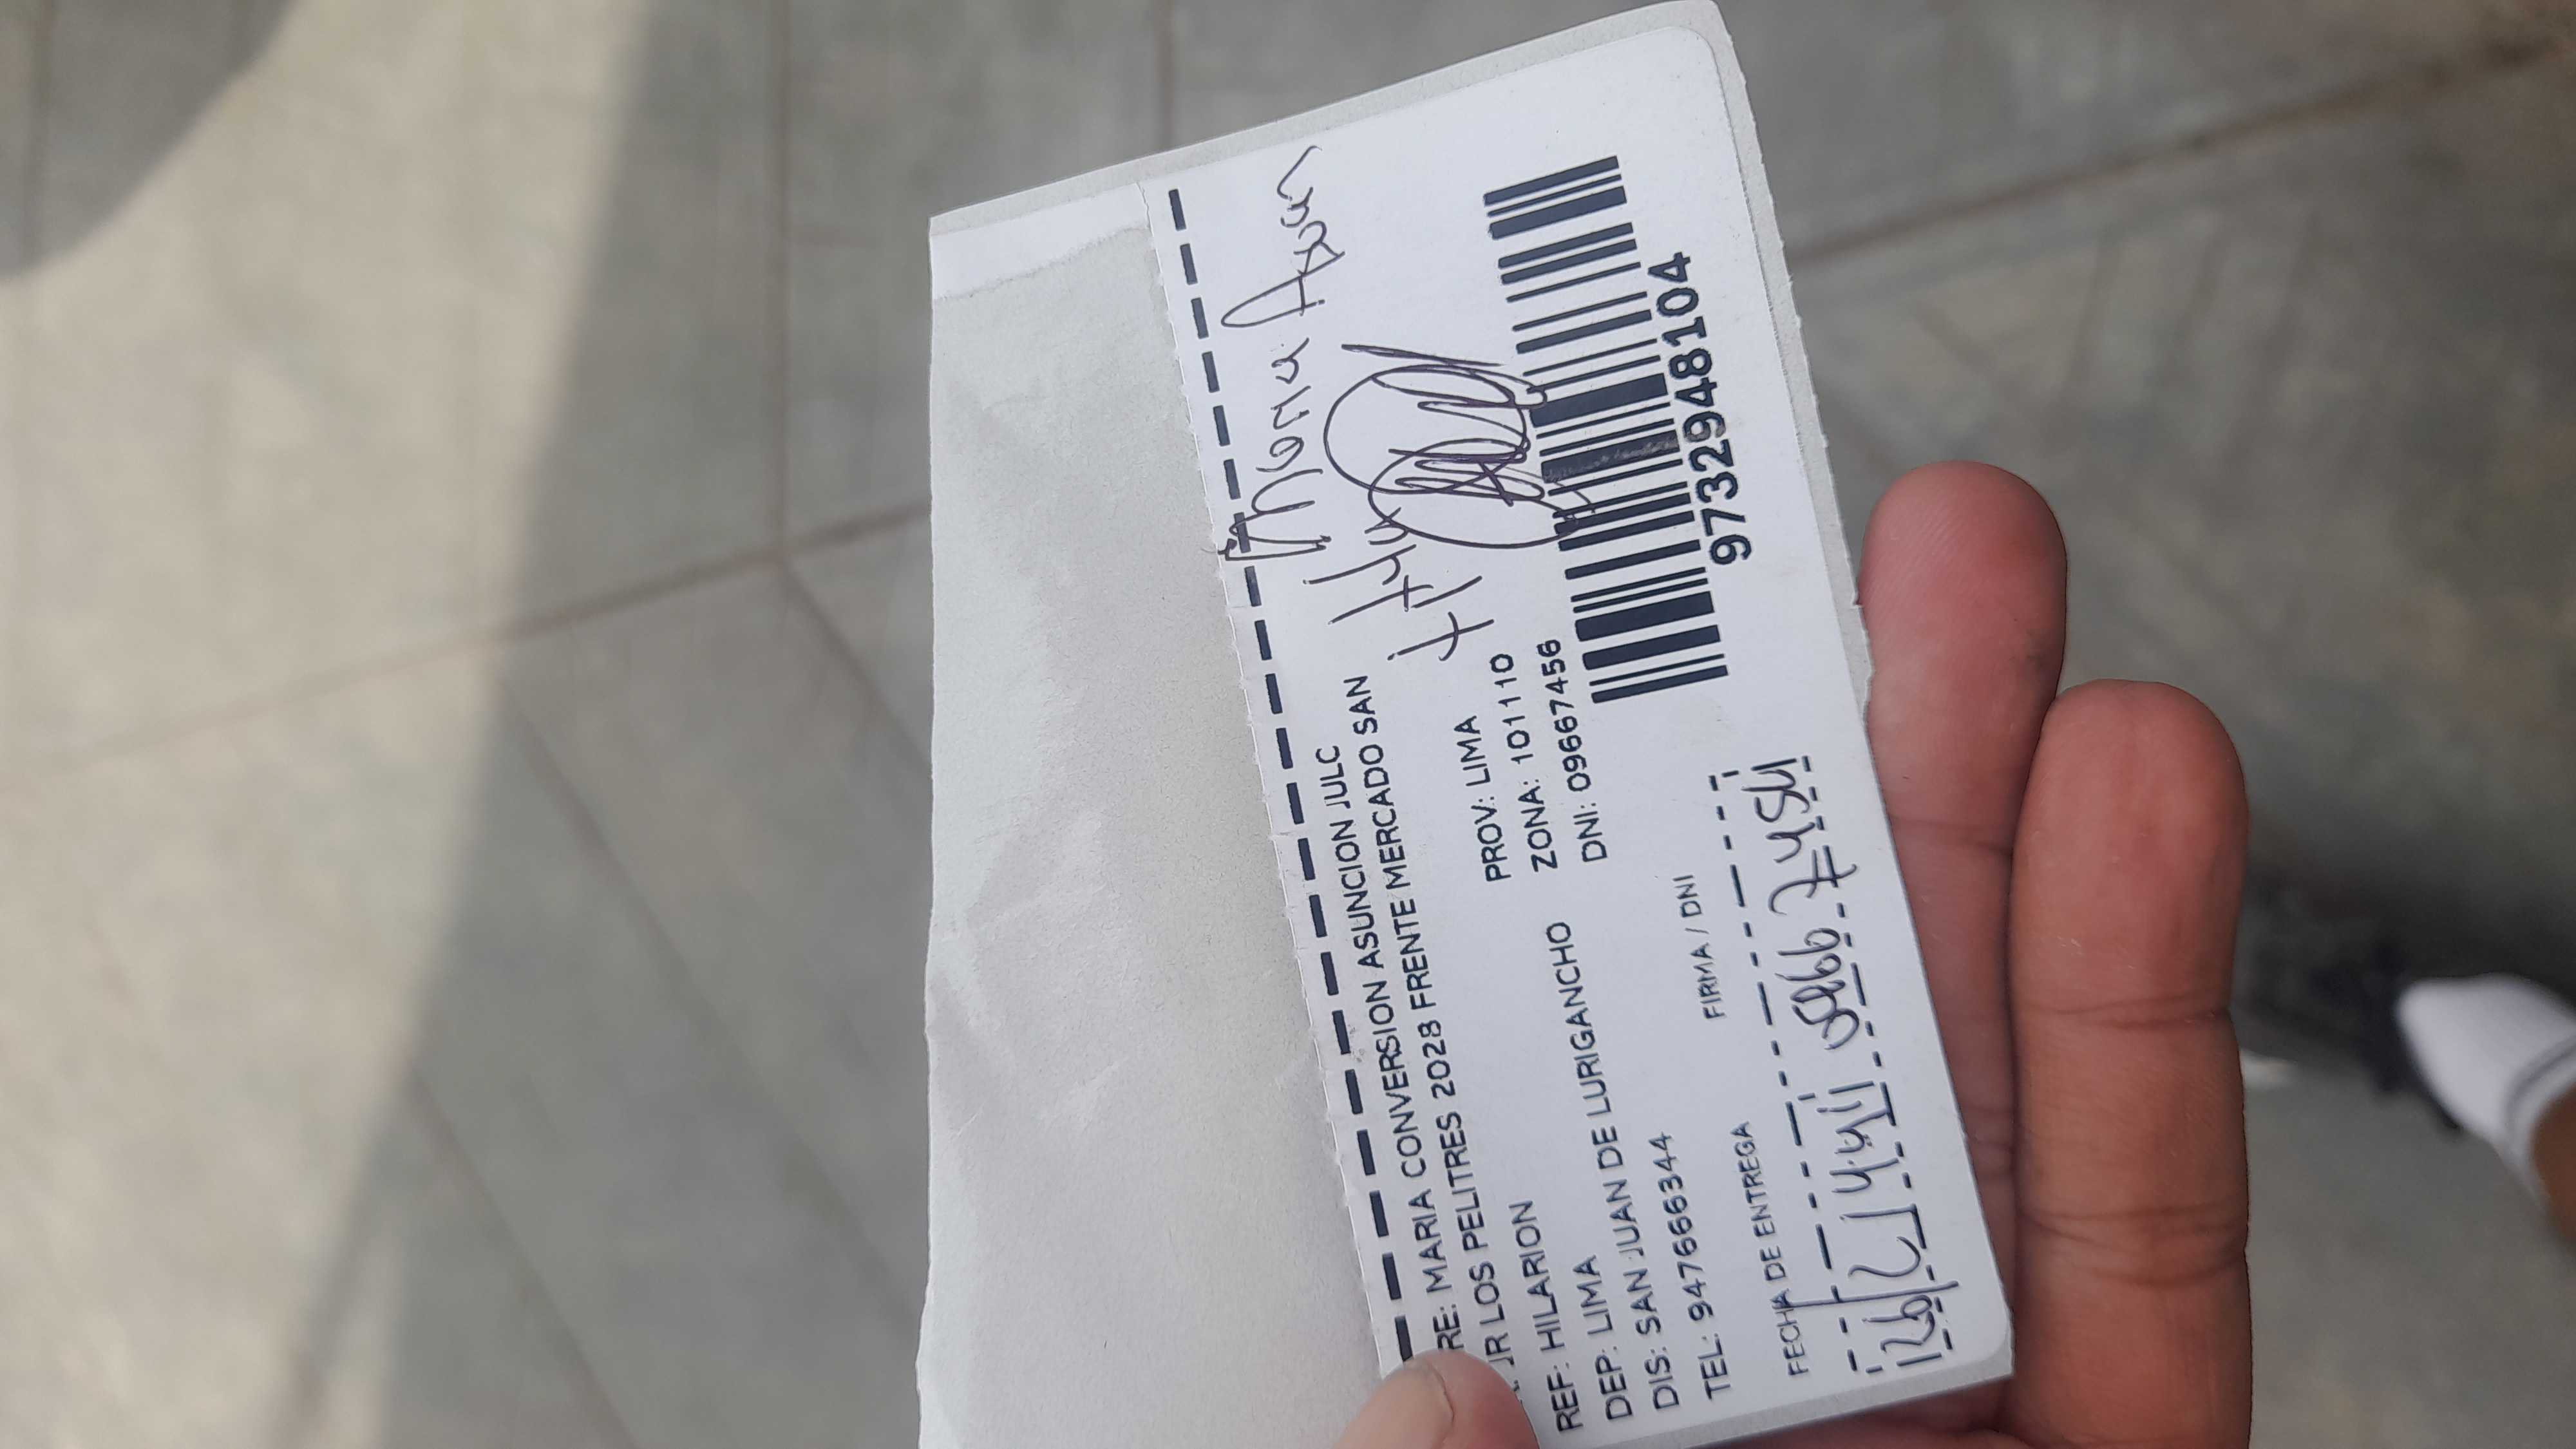 RE: MARIA CONVERSION ASUNCION JULC
JR LOS PELITRES 2028 FRENTE MERCADO SAN
REF: HILARION
DEP: LIMA PROV: LIMA
DIS: SAN JUAN DE LURIGANCHO ZONA: 101110
TEL: 947666344 DNI: 09667456
FECHA DE ENTREGA FIRMA / DNI
9732948104